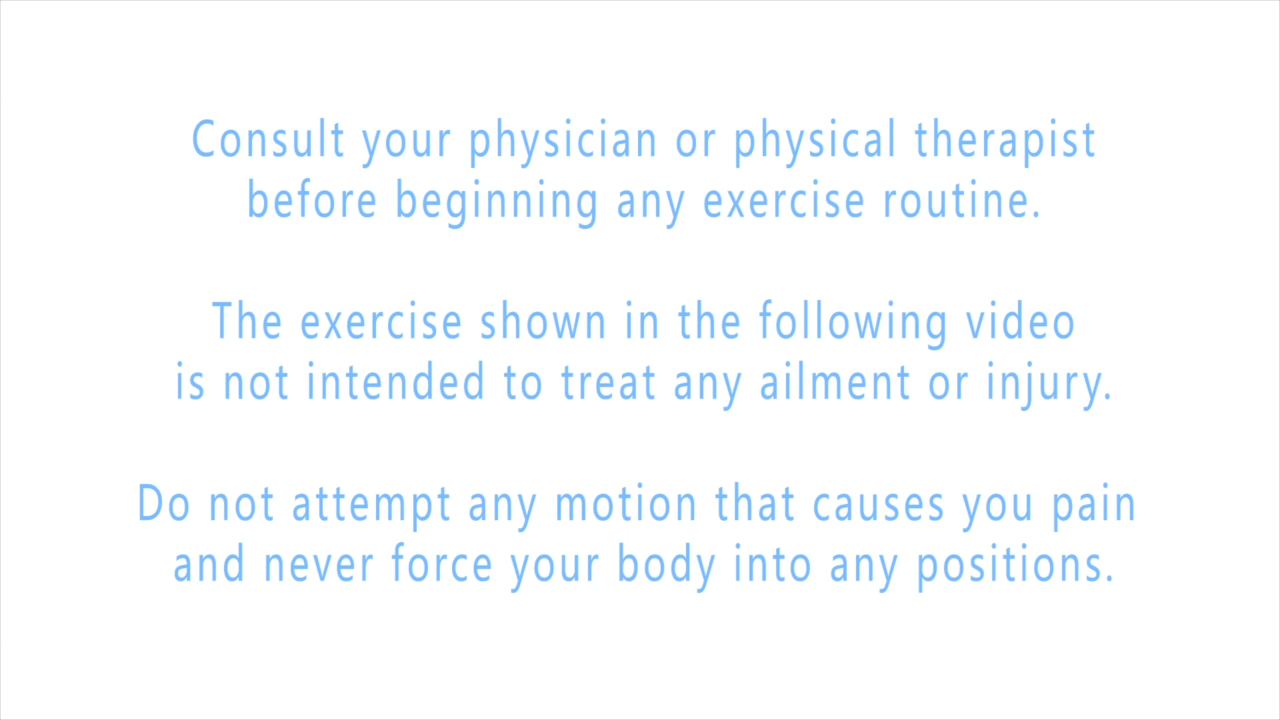 Consult your physician or physical therapist
before beginning any exercise routine.
The exercise shown in the following video
is not intended to treat any ailment or injury.
Do not attempt any motion that causes you pain
and never force your body into any positions.